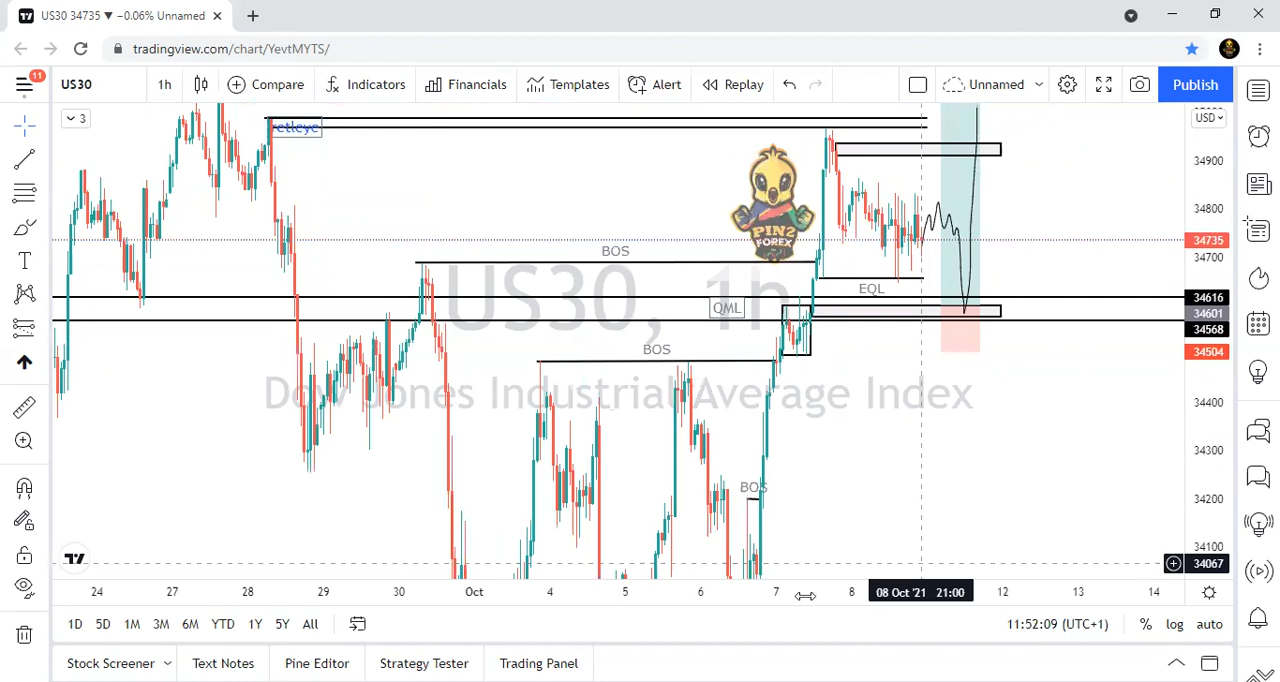 US30 34735 ▼ −0.06% Unnamed
tradingview.com/chart/YevtMYTS/
11
US30 1h Compare Indicators Financials Templates Alert Replay Unnamed Publish
3
USD
34900
34800
34735
34700
34616
34601
34568
34504
34400
34300
34200
34100
34067
PIN2
FOREX
BOS
EQL
QML
BOS
BOS
US30, 1h
Dow Jones Industrial Average Index
24 27 28 29 30 Oct 4 5 6 7 8 08 Oct '21 21:00 12 13 14
1D 5D 1M 3M 6M YTD 1Y 5Y All 11:52:09 (UTC+1) % log auto
Stock Screener Text Notes Pine Editor Strategy Tester Trading Panel